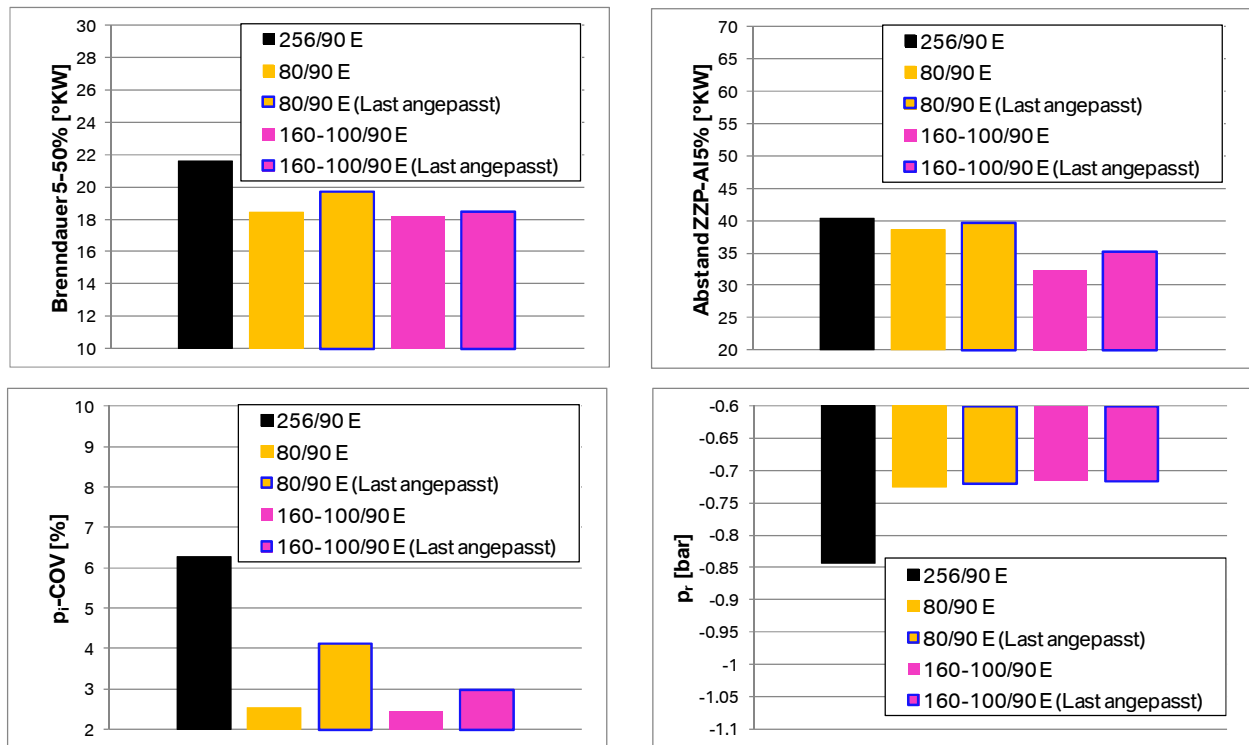 Brenndauer 5-50% [°KW]
30
28
26
24
22
20
18
16
14
12
10
256/90 E
80/90 E
80/90 E (Last angepasst)
160-100/90 E
160-100/90 E (Last angepasst)
Abstand ZZP-AI5% [°KW]
70
65
60
55
50
45
40
35
30
25
20
256/90 E
80/90 E
80/90 E (Last angepasst)
160-100/90 E
160-100/90 E (Last angepasst)
pi-COV [%]
10
9
8
7
6
5
4
3
2
256/90 E
80/90 E
80/90 E (Last angepasst)
160-100/90 E
160-100/90 E (Last angepasst)
pr [bar]
-0.6
-0.65
-0.7
-0.75
-0.8
-0.85
-0.9
-0.95
-1
-1.05
-1.1
256/90 E
80/90 E
80/90 E (Last angepasst)
160-100/90 E
160-100/90 E (Last angepasst)